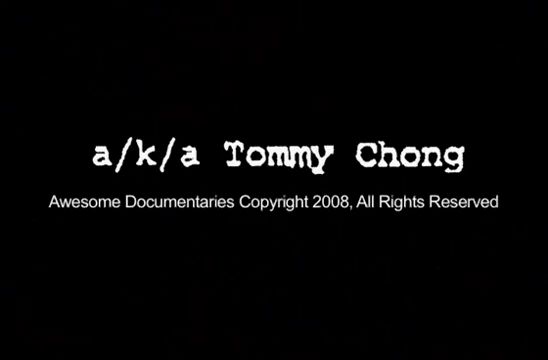 a/k/a Tommy Chong
Awesome Documentaries Copyright 2008, All Rights Reserved